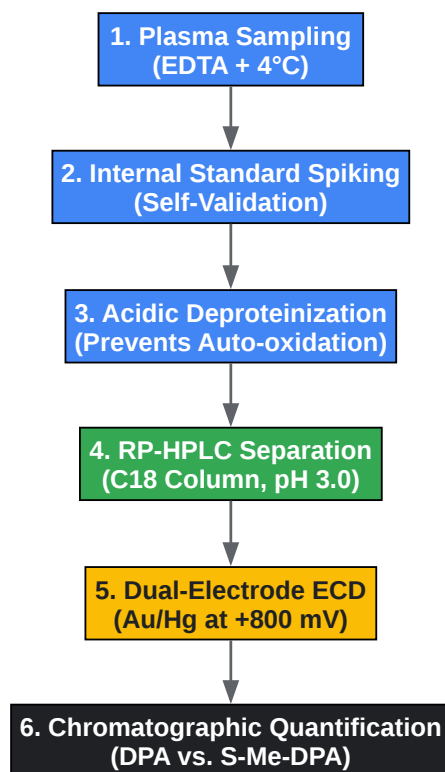 1. Plasma Sampling
(EDTA + 4°C)
2. Internal Standard Spiking
(Self-Validation)
3. Acidic Deproteinization
(Prevents Auto-oxidation)
4. RP-HPLC Separation
(C18 Column, pH 3.0)
5. Dual-Electrode ECD
(Au/Hg at +800 mV)
6. Chromatographic Quantification
(DPA vs. S-Me-DPA)